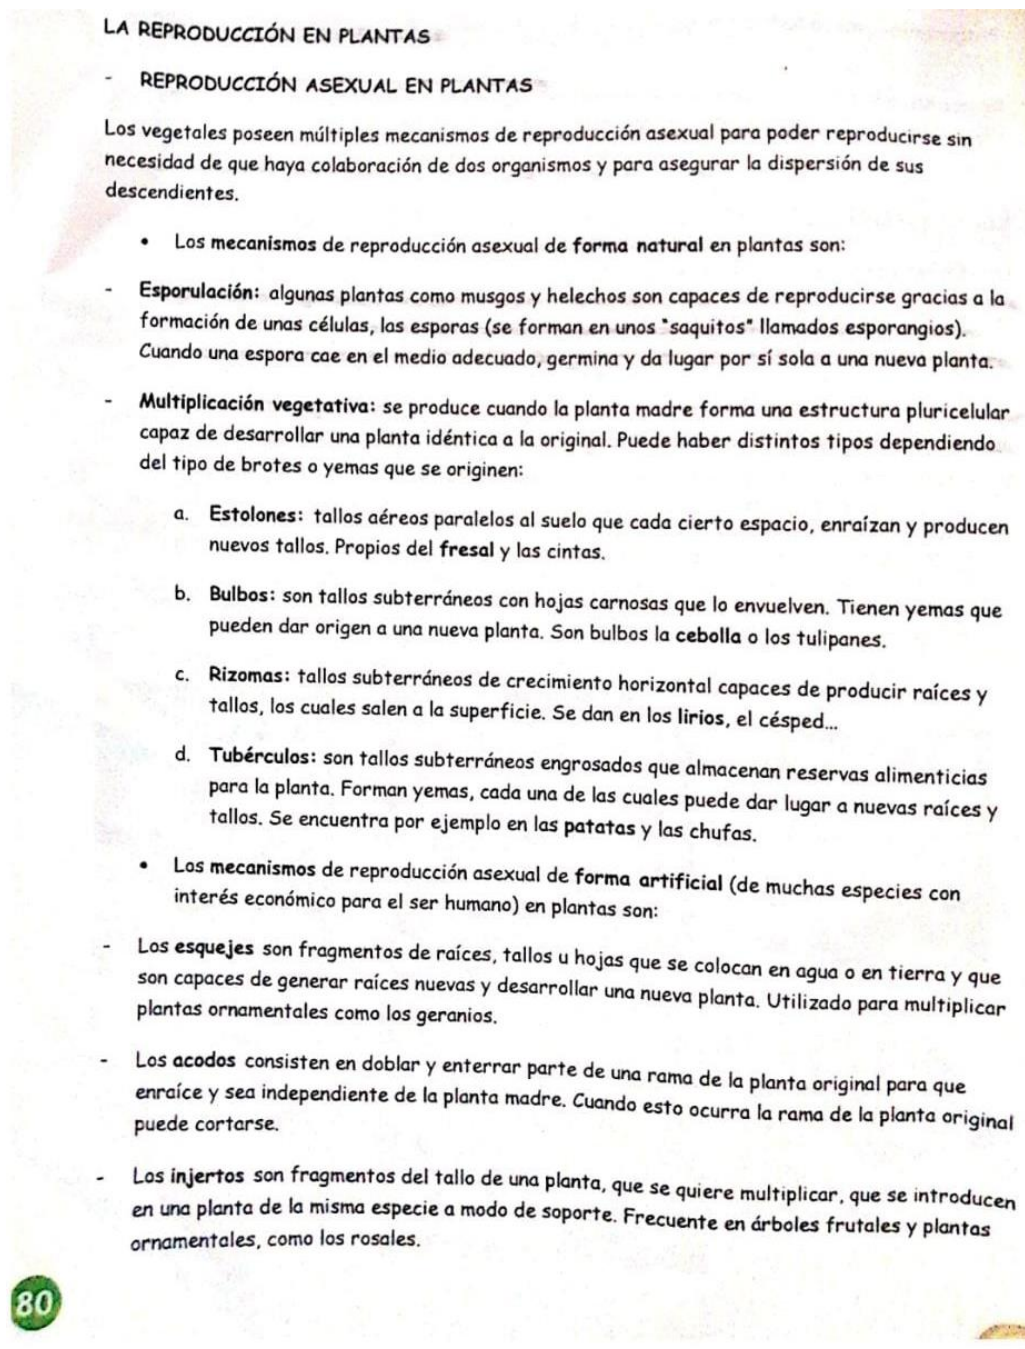 LA REPRODUCCIÓN EN PLANTAS
- REPRODUCCIÓN ASEXUAL EN PLANTAS
Los vegetales poseen múltiples mecanismos de reproducción asexual para poder reproducirse sin
necesidad de que haya colaboración de dos organismos y para asegurar la dispersión de sus
descendientes.
• Los mecanismos de reproducción asexual de forma natural en plantas son:
- Esporulación: algunas plantas como musgos y helechos son capaces de reproducirse gracias a la
formación de unas células, las esporas (se forman en unos "saquitos" llamados esporangios).
Cuando una espora cae en el medio adecuado, germina y da lugar por sí sola a una nueva planta.
- Multiplicación vegetativa: se produce cuando la planta madre forma una estructura pluricelular
capaz de desarrollar una planta idéntica a la original. Puede haber distintos tipos dependiendo
del tipo de brotes o yemas que se originen:
a. Estolones: tallos aéreos paralelos al suelo que cada cierto espacio, enraízan y producen
nuevos tallos. Propios del fresal y las cintas.
b. Bulbos: son tallos subterráneos con hojas carnosas que lo envuelven. Tienen yemas que
pueden dar origen a una nueva planta. Son bulbos la cebolla o los tulipanes.
c. Rizomas: tallos subterráneos de crecimiento horizontal capaces de producir raíces y
tallos, los cuales salen a la superficie. Se dan en los lirios, el césped...
d. Tubérculos: son tallos subterráneos engrosados que almacenan reservas alimenticias
para la planta. Forman yemas, cada una de las cuales puede dar lugar a nuevas raíces y
tallos. Se encuentra por ejemplo en las patatas y las chufas.
• Los mecanismos de reproducción asexual de forma artificial (de muchas especies con
interés económico para el ser humano) en plantas son:
- Los esquejes son fragmentos de raíces, tallos u hojas que se colocan en agua o en tierra y que
son capaces de generar raíces nuevas y desarrollar una nueva planta. Utilizado para multiplicar
plantas ornamentales como los geranios.
- Los acodos consisten en doblar y enterrar parte de una rama de la planta original para que
enraíce y sea independiente de la planta madre. Cuando esto ocurra la rama de la planta original
puede cortarse.
- Los injertos son fragmentos del tallo de una planta, que se quiere multiplicar, que se introducen
en una planta de la misma especie a modo de soporte. Frecuente en árboles frutales y plantas
ornamentales, como los rosales.
80